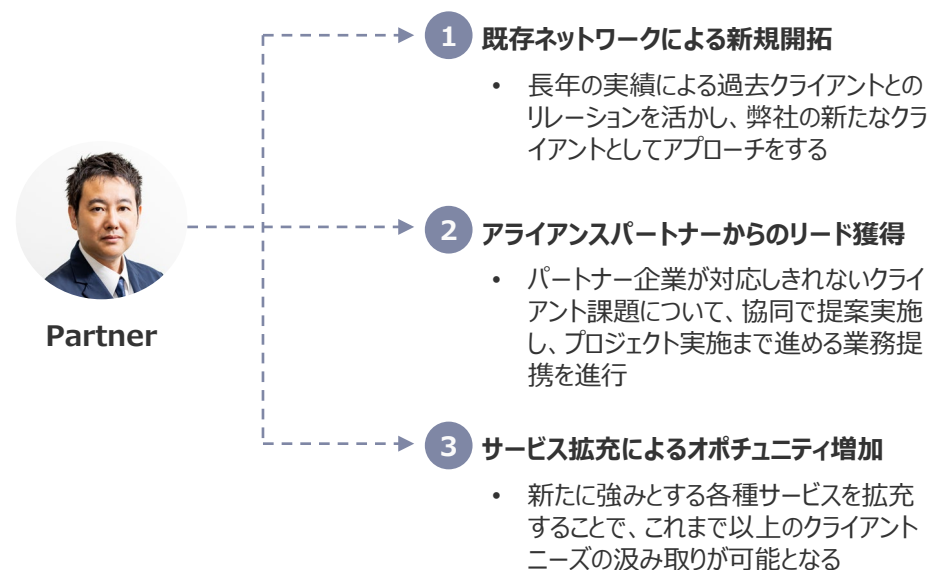 1 既存ネットワークによる新規開拓
• 長年の実績による過去クライアントとの
リレーションを活かし、弊社の新たなクラ
イアントとしてアプローチをする
Partner
2 アライアンスパートナーからのリード獲得
• パートナー企業が対応しきれないクライ
アント課題について、協同で提案実施
し、プロジェクト実施まで進める業務提
携を進行
3 サービス拡充によるオポチュニティ増加
• 新たに強みとする各種サービスを拡充
することで、これまで以上のクライアント
ニーズの汲み取りが可能となる